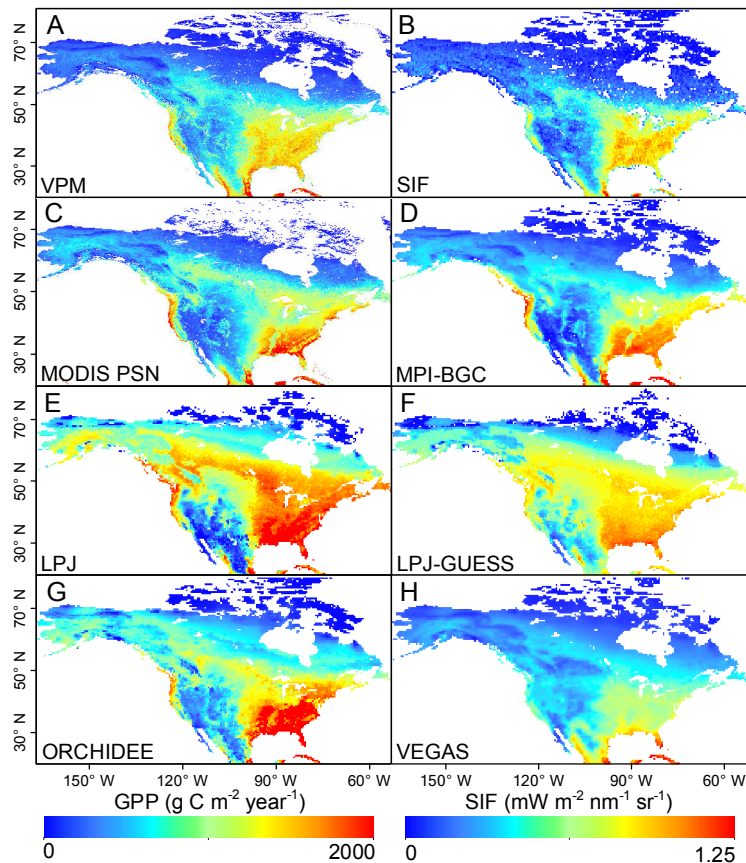 A
B
70° N
50° N
30° N
VPM
SIF
C
D
70° N
50° N
30° N
MODIS PSN
MPI-BGC
E
F
70° N
50° N
30° N
LPJ
LPJ-GUESS
G
H
70° N
50° N
30° N
ORCHIDEE
VEGAS
150° W 120° W 90° W 60° W 150° W 120° W 90° W 60° W
GPP (g C m⁻² year⁻¹) SIF (mW m⁻² nm⁻¹ sr⁻¹)
0 2000 0 1.25